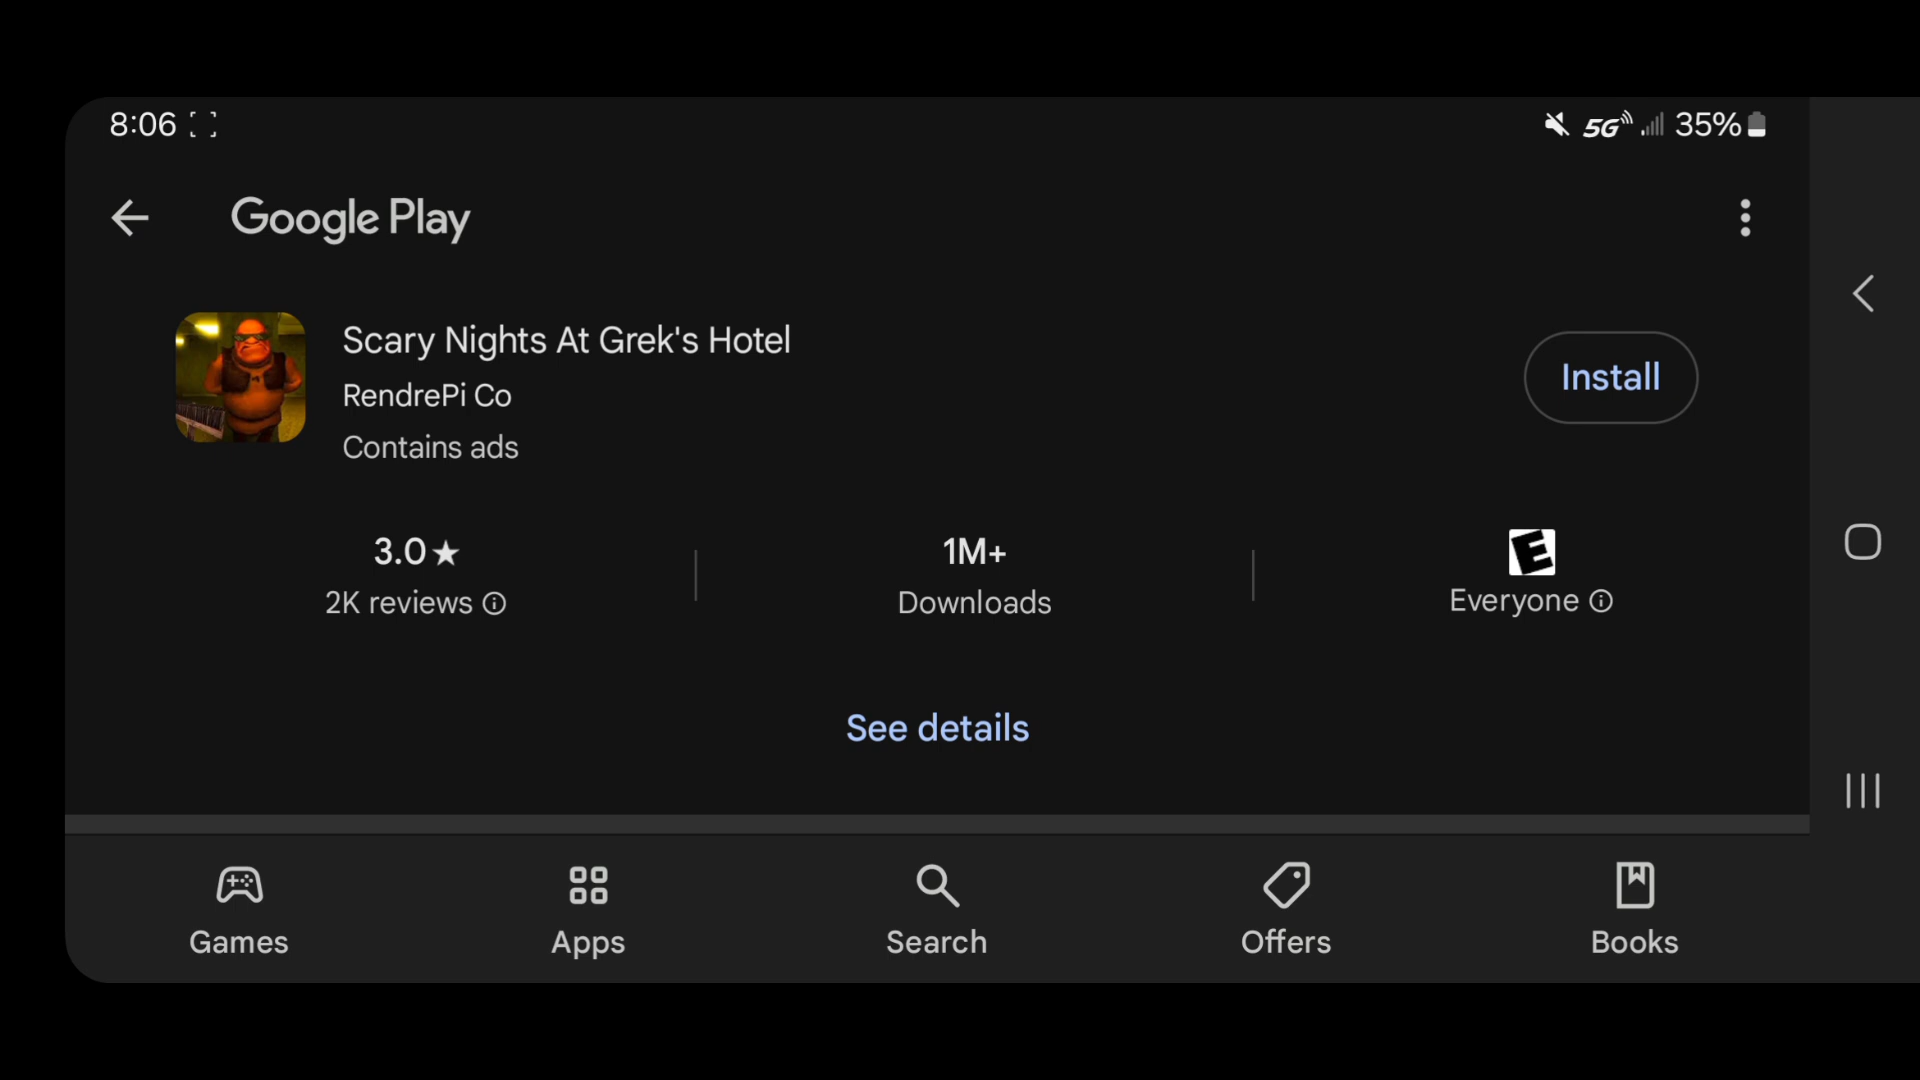 8:06
5G 35%
Google Play
Scary Nights At Grek's Hotel
RendrePi Co
Contains ads
Install
3.0★
2K reviews
1M+
Downloads
E
Everyone
See details
Games
Apps
Search
Offers
Books